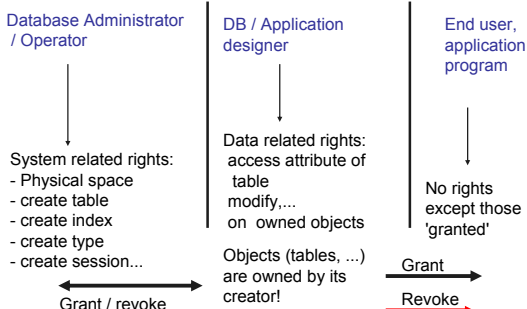 Database Administrator
/ Operator
System related rights:
- Physical space
- create table
- create index
- create type
- create session...
Grant / revoke
DB / Application
designer
Data related rights:
access attribute of
table
modify,...
on owned objects
Objects (tables, ...)
are owned by its
creator!
End user,
application
program
No rights
except those
'granted'
Grant
Revoke